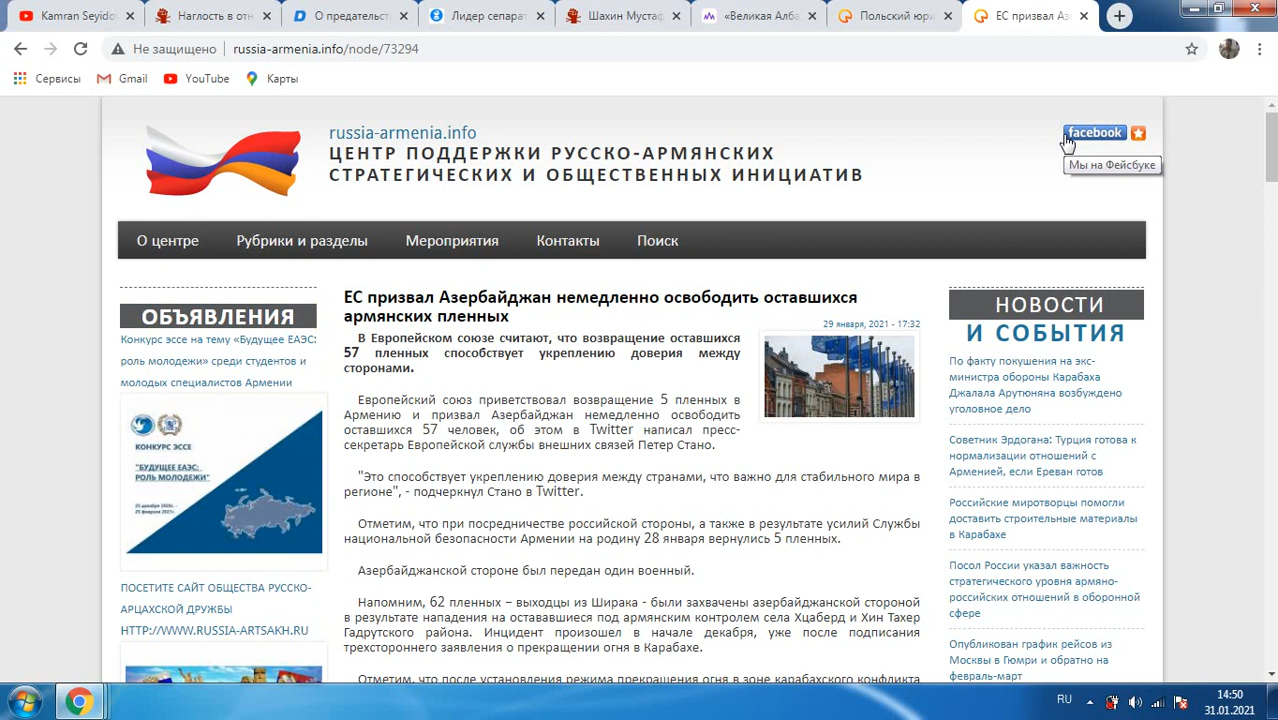 Kamran Seyidov
Наглость в отн
О предательст
Лидер сепарат
Шахин Мустаф
«Великая Алба
Польский юри
ЕС призвал Азе
Не защищено
russia-armenia.info/node/73294
Сервисы
Gmail
YouTube
Карты
russia-armenia.info
ЦЕНТР ПОДДЕРЖКИ РУССКО-АРМЯНСКИХ
СТРАТЕГИЧЕСКИХ И ОБЩЕСТВЕННЫХ ИНИЦИАТИВ
facebook
Мы на Фейсбуке
О центре
Рубрики и разделы
Мероприятия
Контакты
Поиск
ОБЪЯВЛЕНИЯ
Конкурс эссе на тему «Будущее ЕАЭС:
роль молодежи» среди студентов и
молодых специалистов Армении
КОНКУРС ЭССЕ
"БУДУЩЕЕ ЕАЭС:
РОЛЬ МОЛОДЕЖИ"
ПОСЕТИТЕ САЙТ ОБЩЕСТВА РУССКО-
АРЦАХСКОЙ ДРУЖБЫ
HTTP://WWW.RUSSIA-ARTSAKH.RU
ЕС призвал Азербайджан немедленно освободить оставшихся
армянских пленных
29 января, 2021 - 17:32
В Европейском союзе считают, что возвращение оставшихся
57 пленных способствует укреплению доверия между
сторонами.
Европейский союз приветствовал возвращение 5 пленных в
Армению и призвал Азербайджан немедленно освободить
оставшихся 57 человек, об этом в Twitter написал пресс-
секретарь Европейской службы внешних связей Петер Стано.
"Это способствует укреплению доверия между странами, что важно для стабильного мира в
регионе", - подчеркнул Стано в Twitter.
Отметим, что при посредничестве российской стороны, а также в результате усилий Службы
национальной безопасности Армении на родину 28 января вернулись 5 пленных.
Азербайджанской стороне был передан один военный.
Напомним, 62 пленных – выходцы из Ширака - были захвачены азербайджанской стороной
в результате нападения на остававшиеся под армянским контролем села Хцаберд и Хин Тахер
Гадрутского района. Инцидент произошел в начале декабря, уже после подписания
трехстороннего заявления о прекращении огня в Карабахе.
Отметим, что после установления режима прекращения огня в зоне карабахского конфликта
НОВОСТИ
И СОБЫТИЯ
По факту покушения на экс-
министра обороны Карабаха
Джалала Арутюняна возбуждено
уголовное дело
Советник Эрдогана: Турция готова к
нормализации отношений с
Арменией, если Ереван готов
Российские миротворцы помогли
доставить строительные материалы
в Карабахе
Посол России указал важность
стратегического уровня армяно-
российских отношений в оборонной
сфере
Опубликован график рейсов из
Москвы в Гюмри и обратно на
февраль-март
RU
14:50
31.01.2021